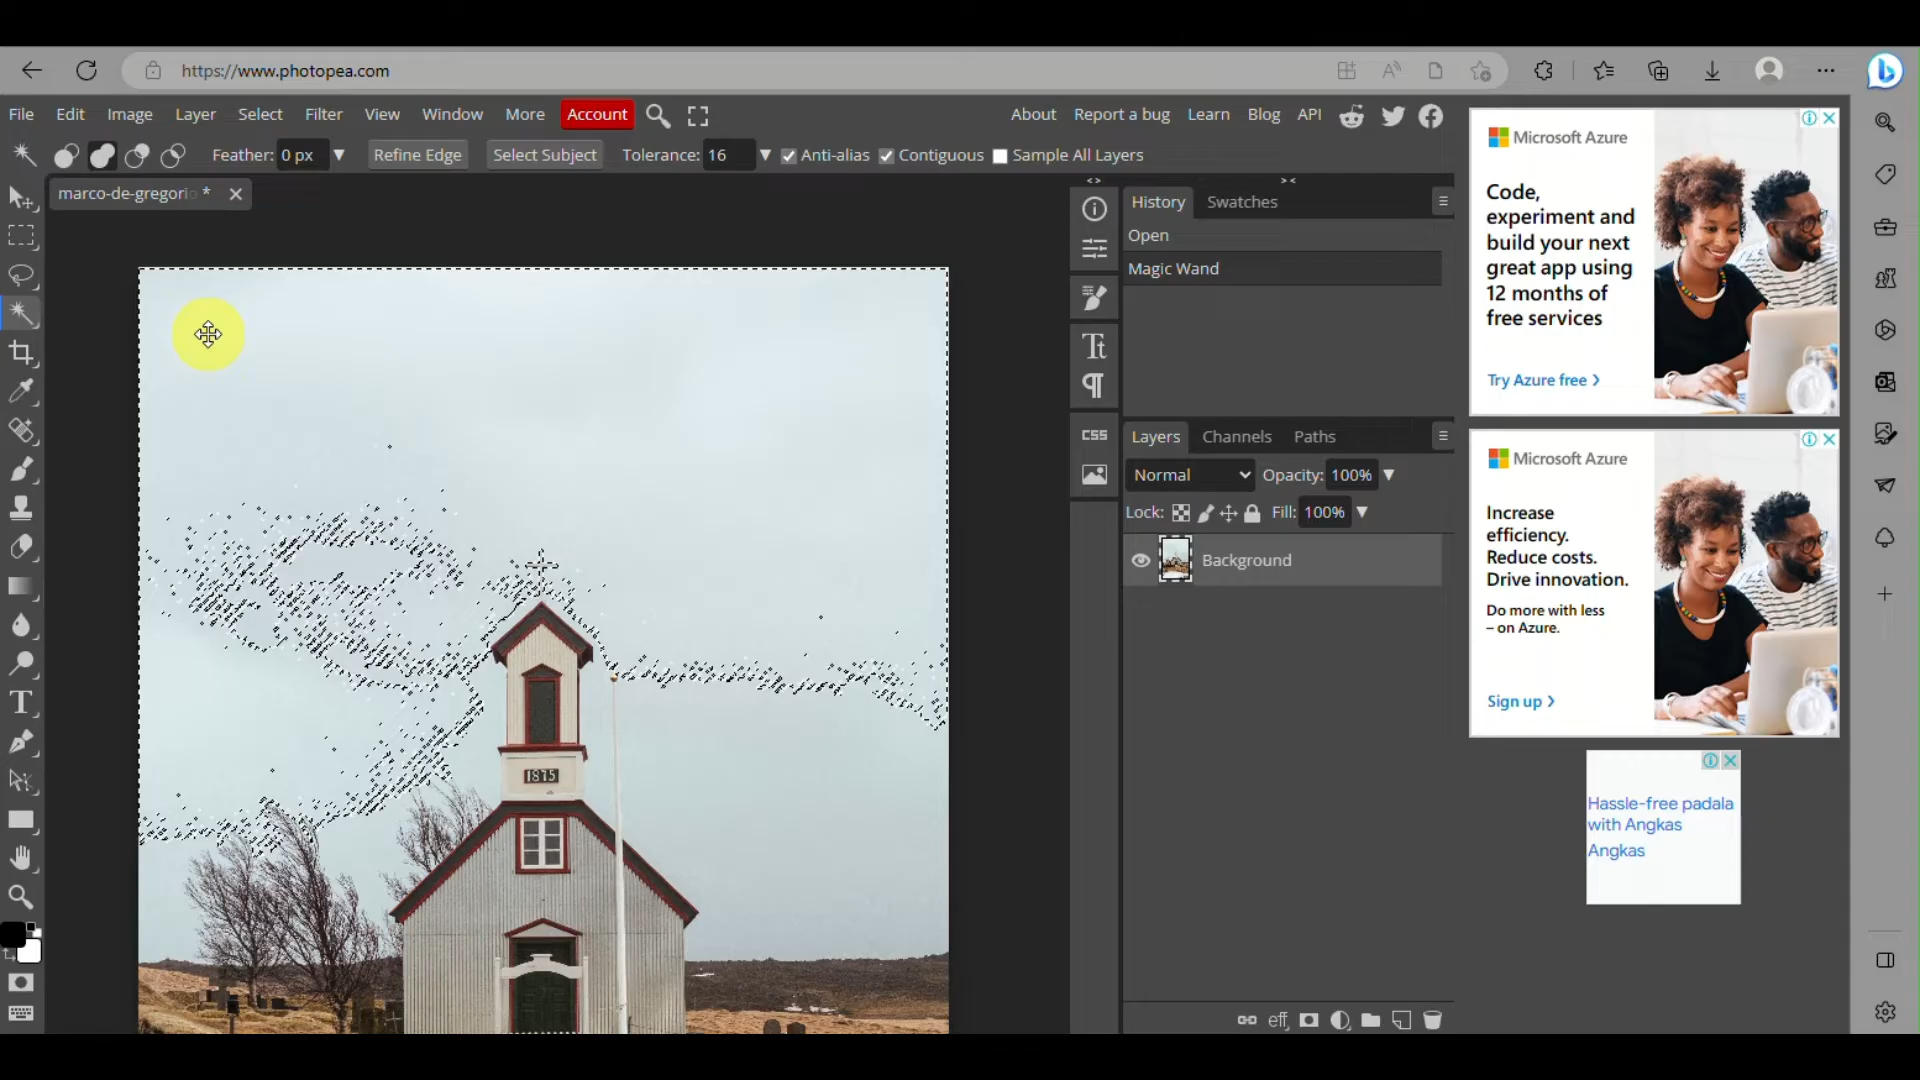 https://www.photopea.com
File Edit Image Layer Select Filter View Window More Account About Report a bug Learn Blog API
Feather: 0 px Refine Edge Select Subject Tolerance: 16 Anti-alias Contiguous Sample All Layers
marco-de-gregorio *
< > > <
History Swatches
Open
Magic Wand
CSS
Layers Channels Paths
Normal Opacity: 100%
Lock: Fill: 100%
Background
eff
1875
Microsoft Azure
Code,
experiment and
build your next
great app using
12 months of
free services
Try Azure free >
Microsoft Azure
Increase
efficiency.
Reduce costs.
Drive innovation.
Do more with less
– on Azure.
Sign up >
Hassle-free padala
with Angkas
Angkas